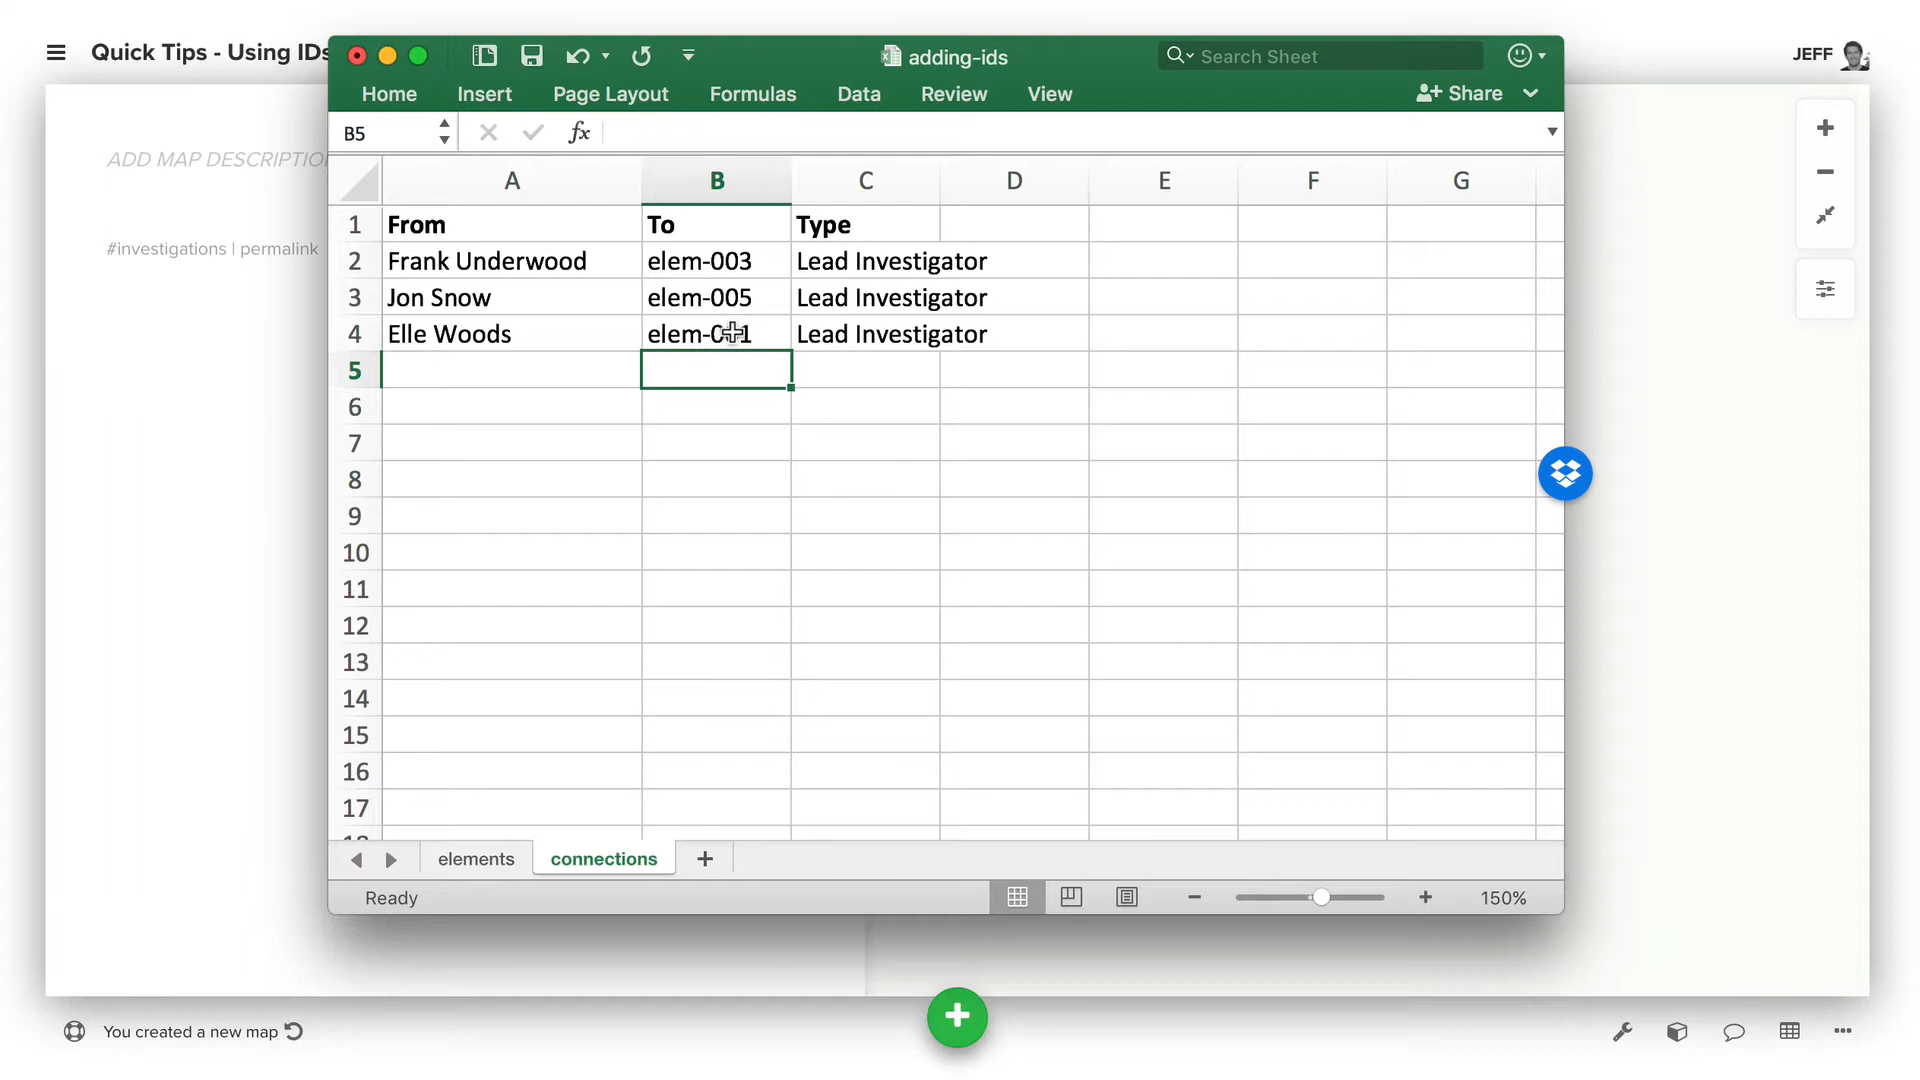 Quick Tips - Using IDs
adding-ids
Search Sheet
JEFF
Home Insert Page Layout Formulas Data Review View Share
B5 fx
ADD MAP DESCRIPTION
#investigations | permalink
A B C D E F G
1 From To Type
2 Frank Underwood elem-003 Lead Investigator
3 Jon Snow elem-005 Lead Investigator
4 Elle Woods Lead Investigator
5
6
7
8
9
10
11
12
13
14
15
16
17
elements connections
Ready 150%
You created a new map